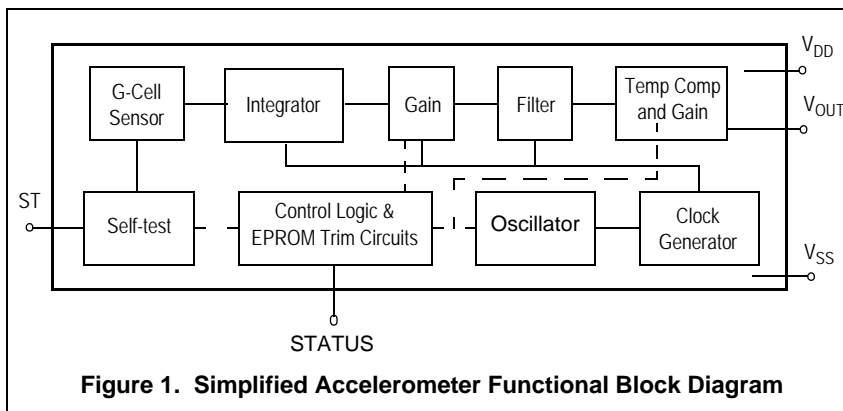 V_DD
G-Cell
Sensor
Integrator
Gain
Filter
Temp Comp
and Gain
V_OUT
ST
Self-test
Control Logic &
EPROM Trim Circuits
Oscillator
Clock
Generator
V_SS
STATUS
Figure 1. Simplified Accelerometer Functional Block Diagram